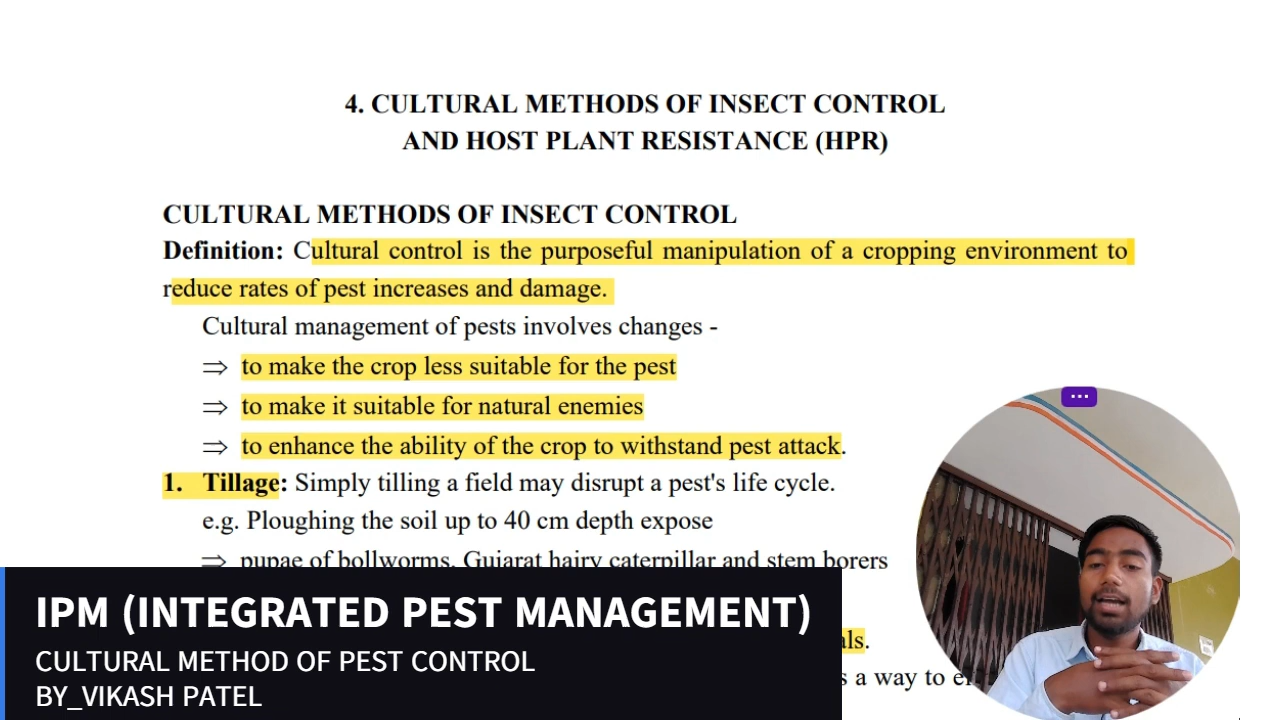 4. CULTURAL METHODS OF INSECT CONTROL
AND HOST PLANT RESISTANCE (HPR)
CULTURAL METHODS OF INSECT CONTROL
Definition: Cultural control is the purposeful manipulation of a cropping environment to
reduce rates of pest increases and damage.
Cultural management of pests involves changes -
⇒ to make the crop less suitable for the pest
⇒ to make it suitable for natural enemies
⇒ to enhance the ability of the crop to withstand pest attack.
1. Tillage: Simply tilling a field may disrupt a pest's life cycle.
e.g. Ploughing the soil up to 40 cm depth expose
⇒ pupae of bollworms, Gujarat hairy caterpillar and stem borers
a way to
IPM (INTEGRATED PEST MANAGEMENT)
CULTURAL METHOD OF PEST CONTROL
BY_VIKASH PATEL